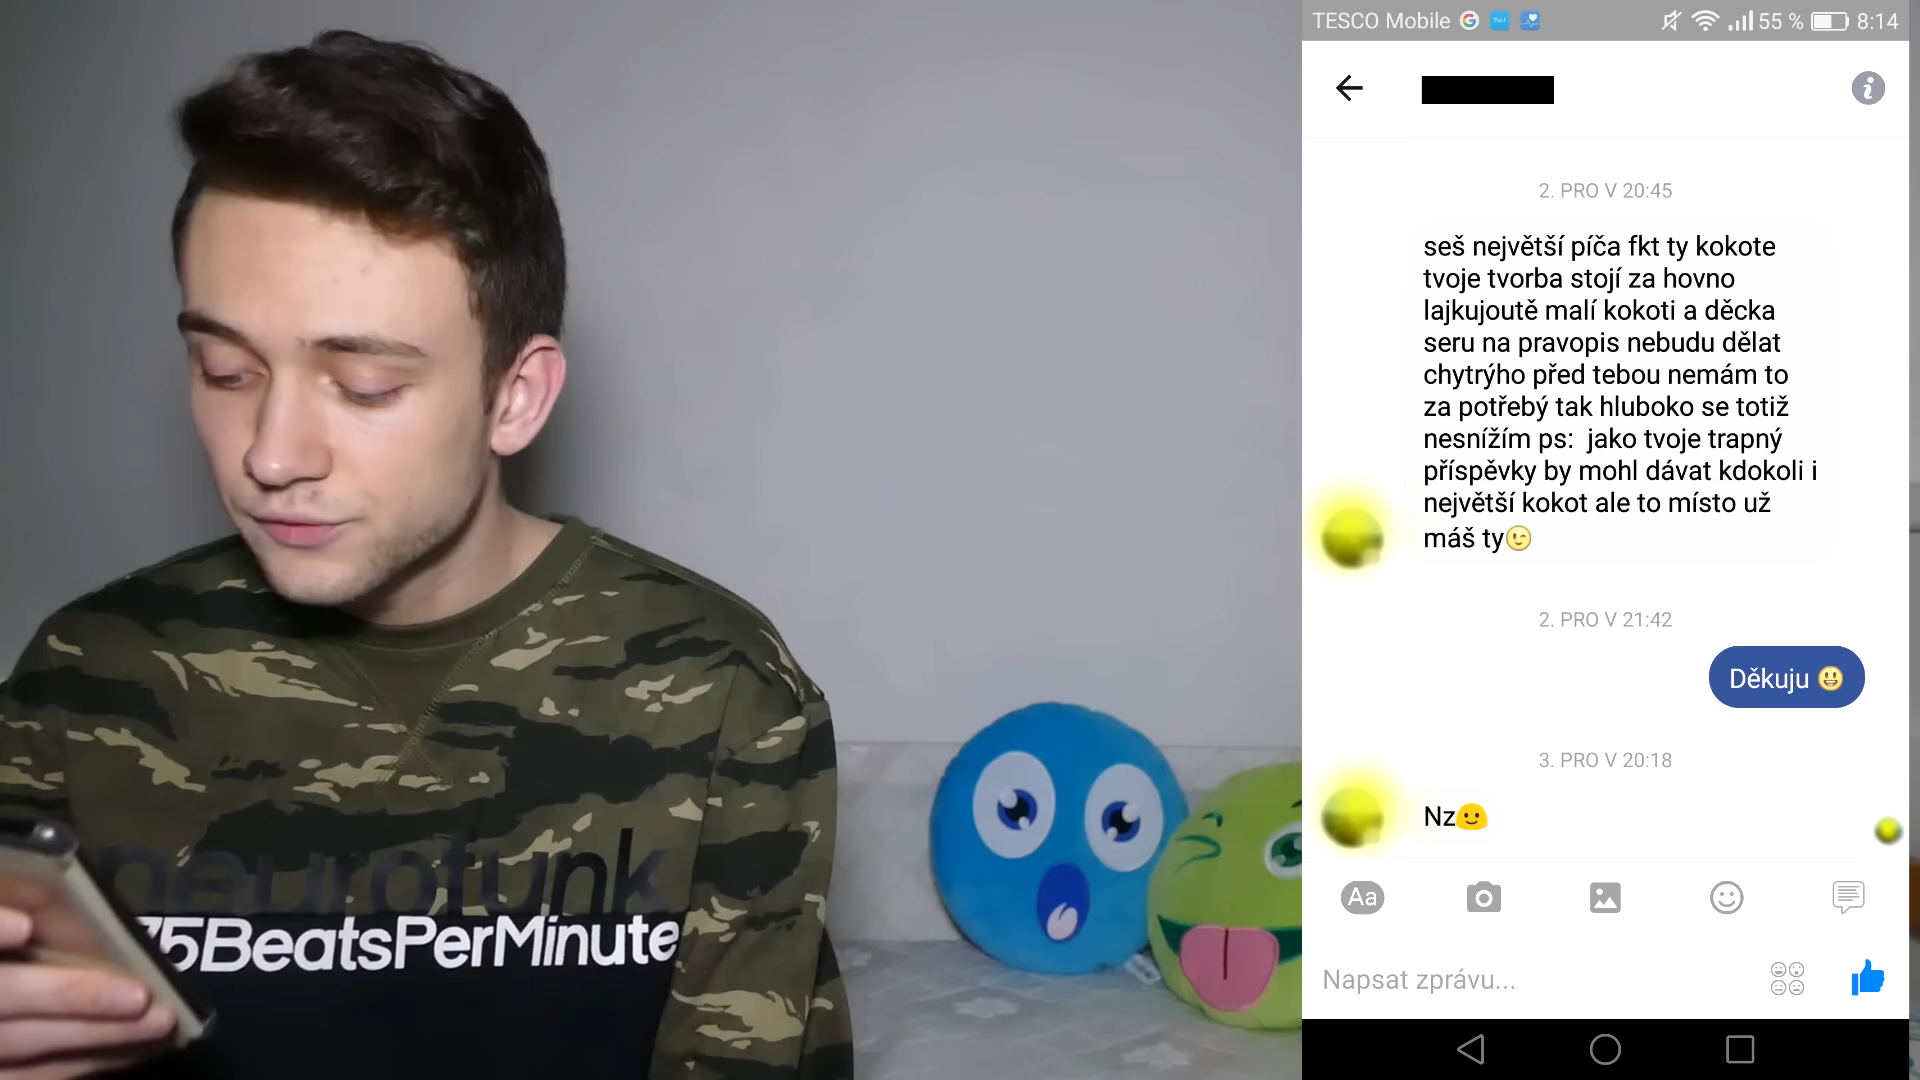 TESCO Mobile
55 %
8:14
2. PRO V 20:45
seš největší píča fkt ty kokote
tvoje tvorba stojí za hovno
lajkujoutě malí kokoti a děcka
seru na pravopis nebudu dělat
chytrýho před tebou nemám to
za potřebý tak hluboko se totiž
nesnížím ps:  jako tvoje trapný
příspěvky by mohl dávat kdokoli i
největší kokot ale to místo už
máš ty😉
2. PRO V 21:42
Děkuju 😃
3. PRO V 20:18
Nz🙂
Aa
Napsat zprávu...
neurofunk
75BeatsPerMinute